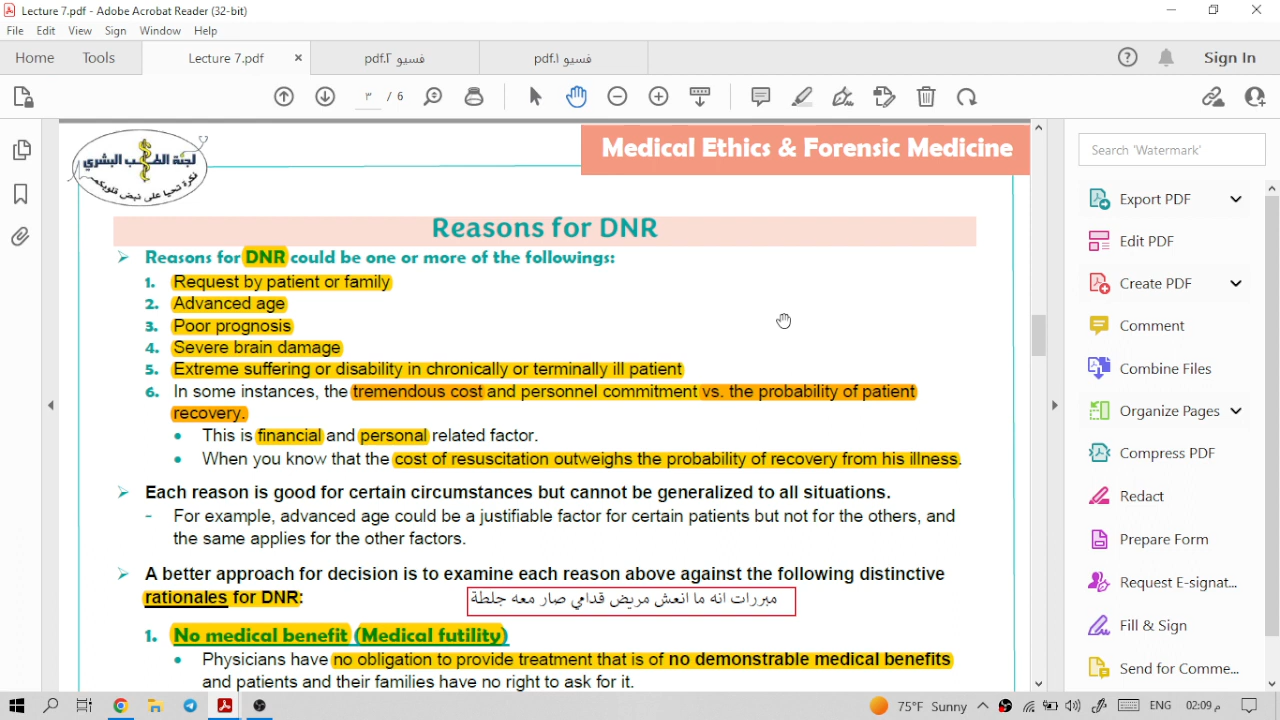 Lecture 7.pdf - Adobe Acrobat Reader (32-bit)
File Edit View Sign Window Help
Home Tools Lecture 7.pdf × فسيو ٢.pdf فسيو ١.pdf Sign In
٣ / 6
Search 'Watermark'
لجنة الطب البشري
فكرة تحيا على نبض قلوبكم
Medical Ethics & Forensic Medicine
Reasons for DNR
➢ Reasons for DNR could be one or more of the followings:
1. Request by patient or family
2. Advanced age
3. Poor prognosis
4. Severe brain damage
5. Extreme suffering or disability in chronically or terminally ill patient
6. In some instances, the tremendous cost and personnel commitment vs. the probability of patient
recovery.
• This is financial and personal related factor.
• When you know that the cost of resuscitation outweighs the probability of recovery from his illness.
➢ Each reason is good for certain circumstances but cannot be generalized to all situations.
- For example, advanced age could be a justifiable factor for certain patients but not for the others, and
the same applies for the other factors.
➢ A better approach for decision is to examine each reason above against the following distinctive
rationales for DNR:
مبررات انه ما انعش مريض قدامي صار معه جلطة
1. No medical benefit (Medical futility)
• Physicians have no obligation to provide treatment that is of no demonstrable medical benefits
and patients and their families have no right to ask for it.
Export PDF
Edit PDF
Create PDF
Comment
Combine Files
Organize Pages
Compress PDF
Redact
Prepare Form
Request E-signat...
Fill & Sign
Send for Comme...
75°F Sunny ENG 02:09 م